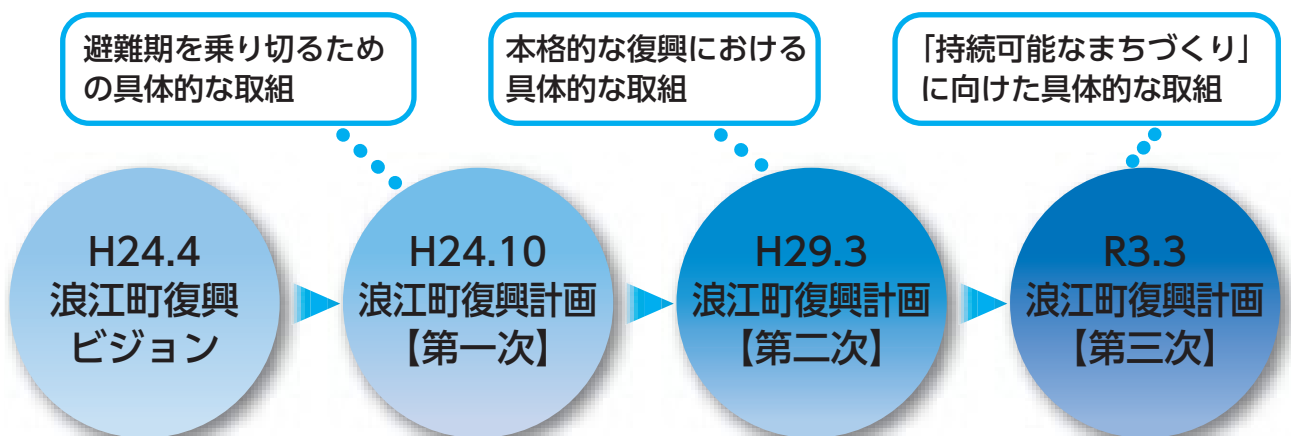 避難期を乗り切るため
の具体的な取組
本格的な復興における
具体的な取組
「持続可能なまちづくり」
に向けた具体的な取組
H24.4
浪江町復興
ビジョン
H24.10
浪江町復興計画
【第一次】
H29.3
浪江町復興計画
【第二次】
R3.3
浪江町復興計画
【第三次】